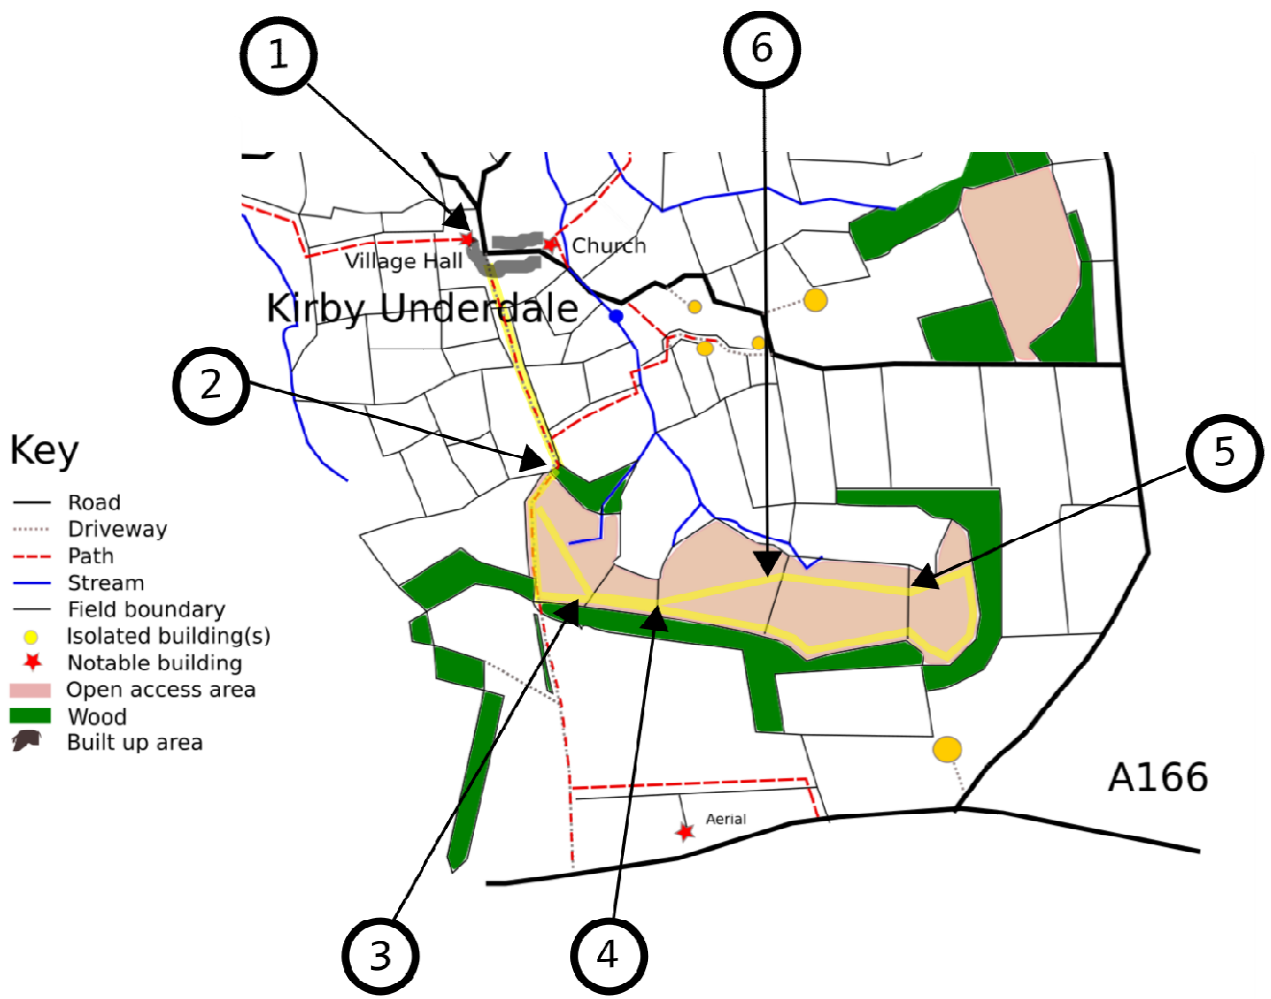 1
6
Church
Village Hall
Kirby Underdale
2
5
Key
Road
Driveway
Path
Stream
Field boundary
Isolated building(s)
Notable building
Open access area
Wood
Built up area
A166
Aerial
3
4